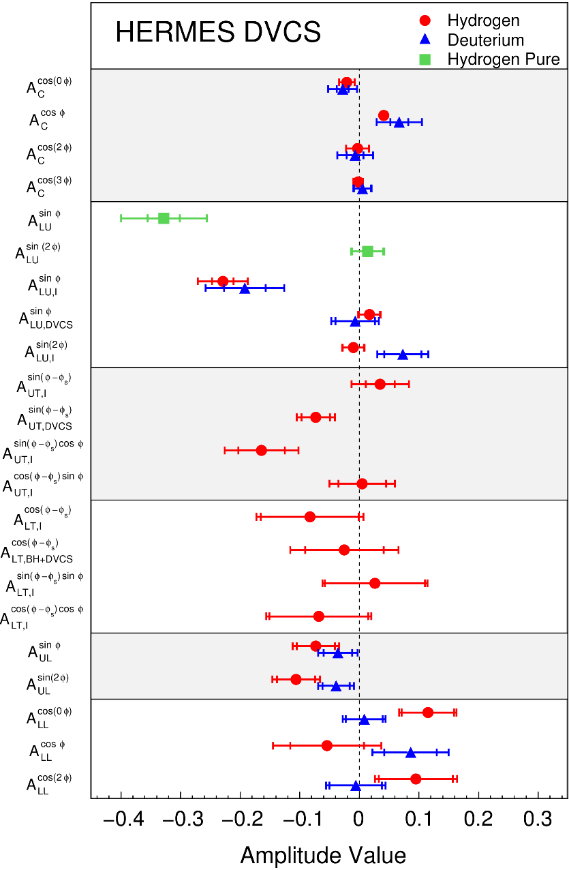 HERMES DVCS
Hydrogen
Deuterium
Hydrogen Pure
A_C^cos(0ϕ)
A_C^cos ϕ
A_C^cos(2ϕ)
A_C^cos(3ϕ)
A_LU^sin ϕ
A_LU^sin(2ϕ)
A_LU,I^sin ϕ
A_LU,DVCS^sin ϕ
A_LU,I^sin(2ϕ)
A_UT,I^sin(ϕ−ϕ_s)
A_UT,DVCS^sin(ϕ−ϕ_s)
A_UT,I^sin(ϕ−ϕ_s)cos ϕ
A_UT,I^cos(ϕ−ϕ_s)sin ϕ
A_LT,I^cos(ϕ−ϕ_s)
A_LT,BH+DVCS^cos(ϕ−ϕ_s)
A_LT,I^sin(ϕ−ϕ_s)sin ϕ
A_LT,I^cos(ϕ−ϕ_s)cos ϕ
A_UL^sin ϕ
A_UL^sin(2ϕ)
A_LL^cos(0ϕ)
A_LL^cos ϕ
A_LL^cos(2ϕ)
−0.4 −0.3 −0.2 −0.1 0 0.1 0.2 0.3
Amplitude Value